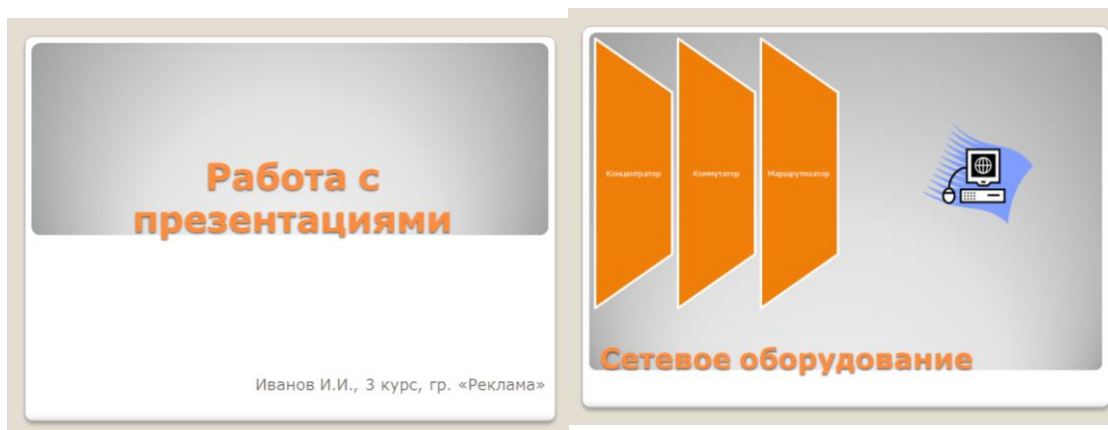 Работа с
презентациями
Иванов И.И., 3 курс, гр. «Реклама»
Концентратор
Коммутатор
Маршрутизатор
Сетевое оборудование